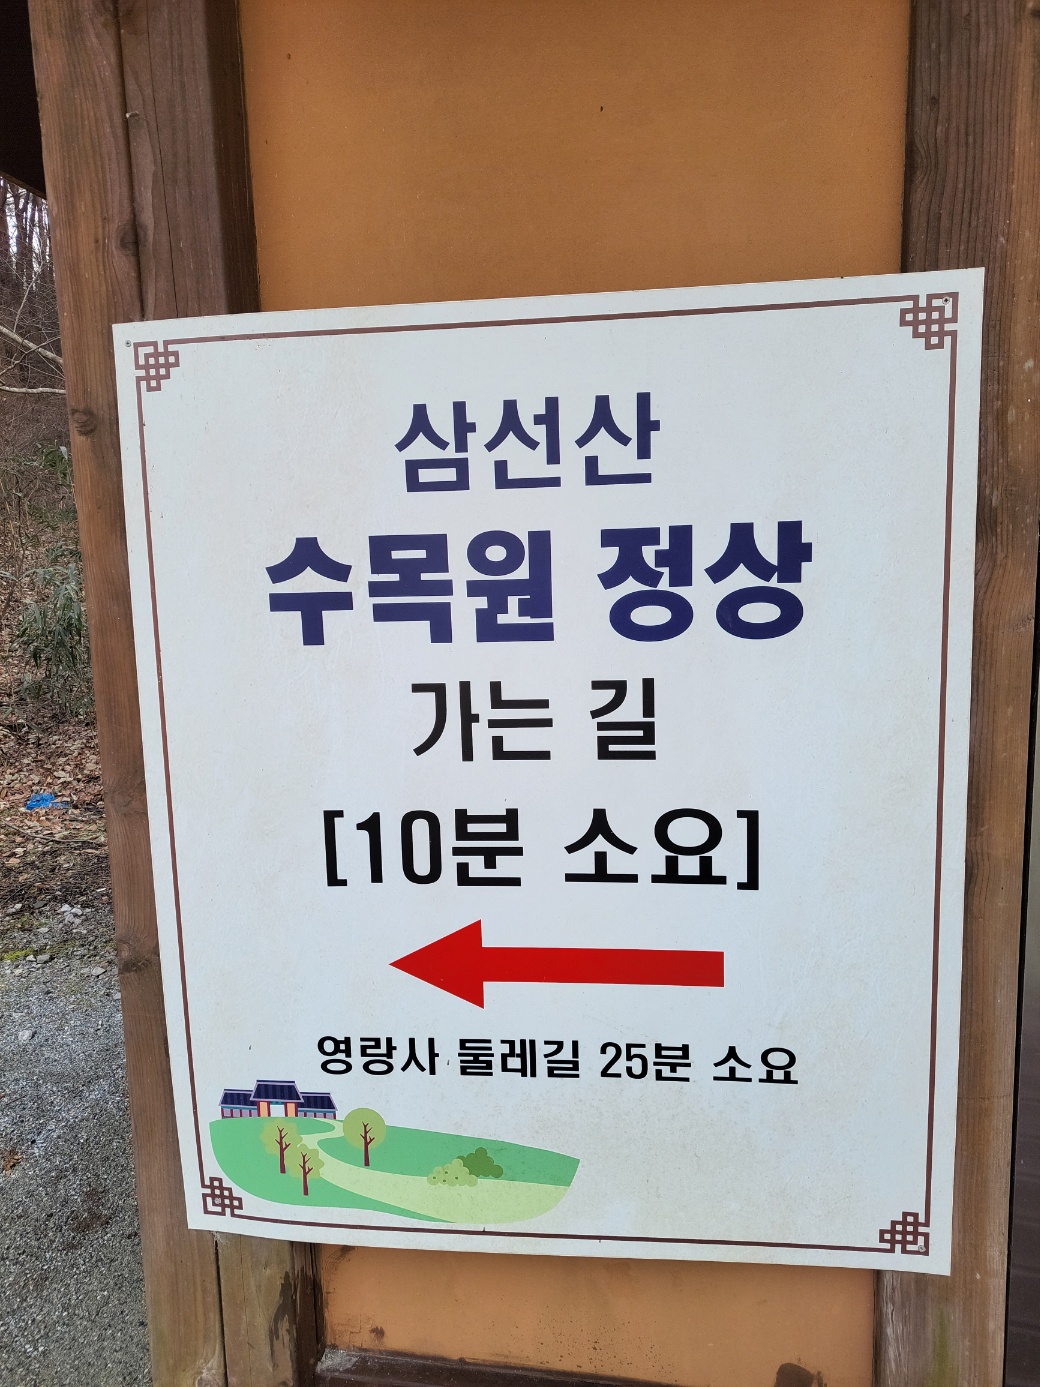 삼선산
수목원 정상
가는 길
[10분 소요]
영랑사 둘레길 25분 소요